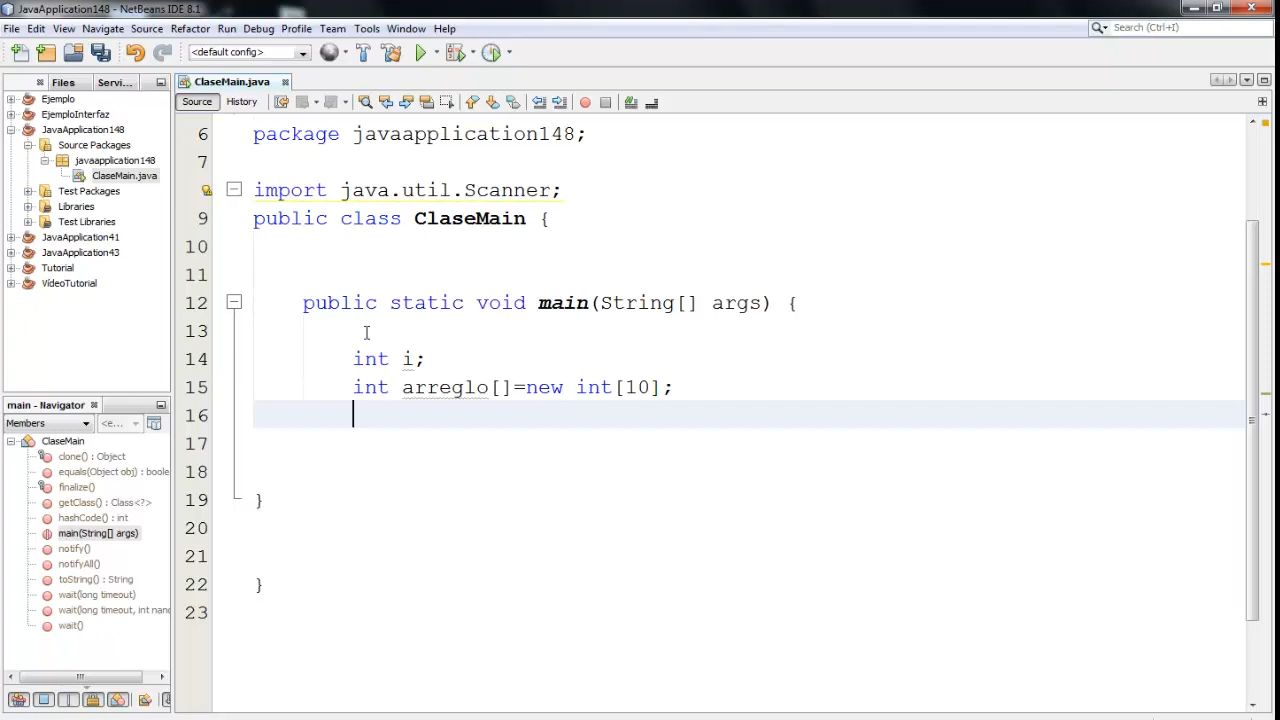 JavaApplication148 - NetBeans IDE 8.1
File Edit View Navigate Source Refactor Run Debug Profile Team Tools Window Help
Search (Ctrl+I)
<default config>
Files Servi...
ClaseMain.java
Source History
Ejemplo
EjemploInterfaz
JavaApplication148
Source Packages
javaapplication148
ClaseMain.java
Test Packages
Libraries
Test Libraries
JavaApplication41
JavaApplication43
Tutorial
VídeoTutorial
main - Navigator
Members <e...
ClaseMain
clone() : Object
equals(Object obj) : boole
finalize()
getClass() : Class<?>
hashCode() : int
main(String[] args)
notify()
notifyAll()
toString() : String
wait(long timeout)
wait(long timeout, int nano
wait()
6 package javaapplication148;
7
import java.util.Scanner;
9 public class ClaseMain {
10
11
12 public static void main(String[] args) {
13
14 int i;
15 int arreglo[]=new int[10];
16
17
18
19 }
20
21
22 }
23